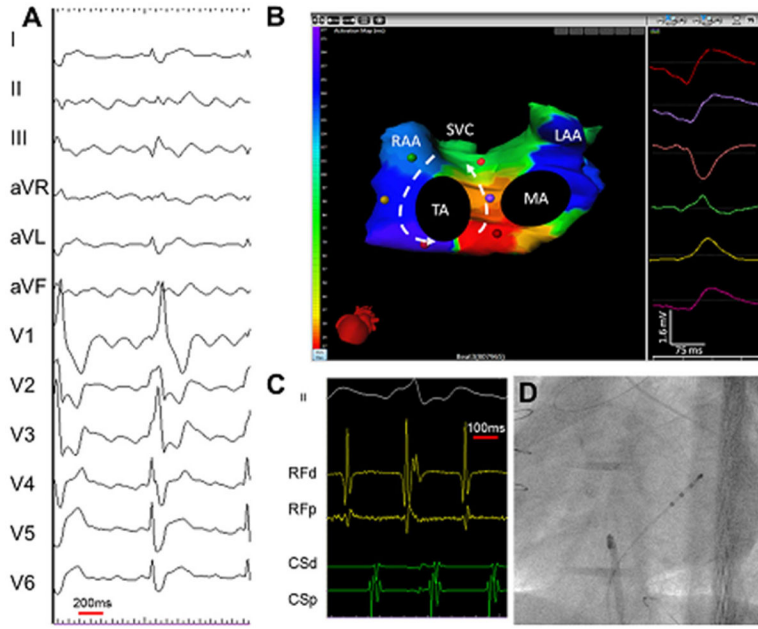 A
I
II
III
aVR
aVL
aVF
V1
V2
V3
V4
V5
V6
200ms
B
RAA
SVC
LAA
TA
MA
1.6 mV
75 ms
C
II
100ms
RFd
RFp
CSd
CSp
D